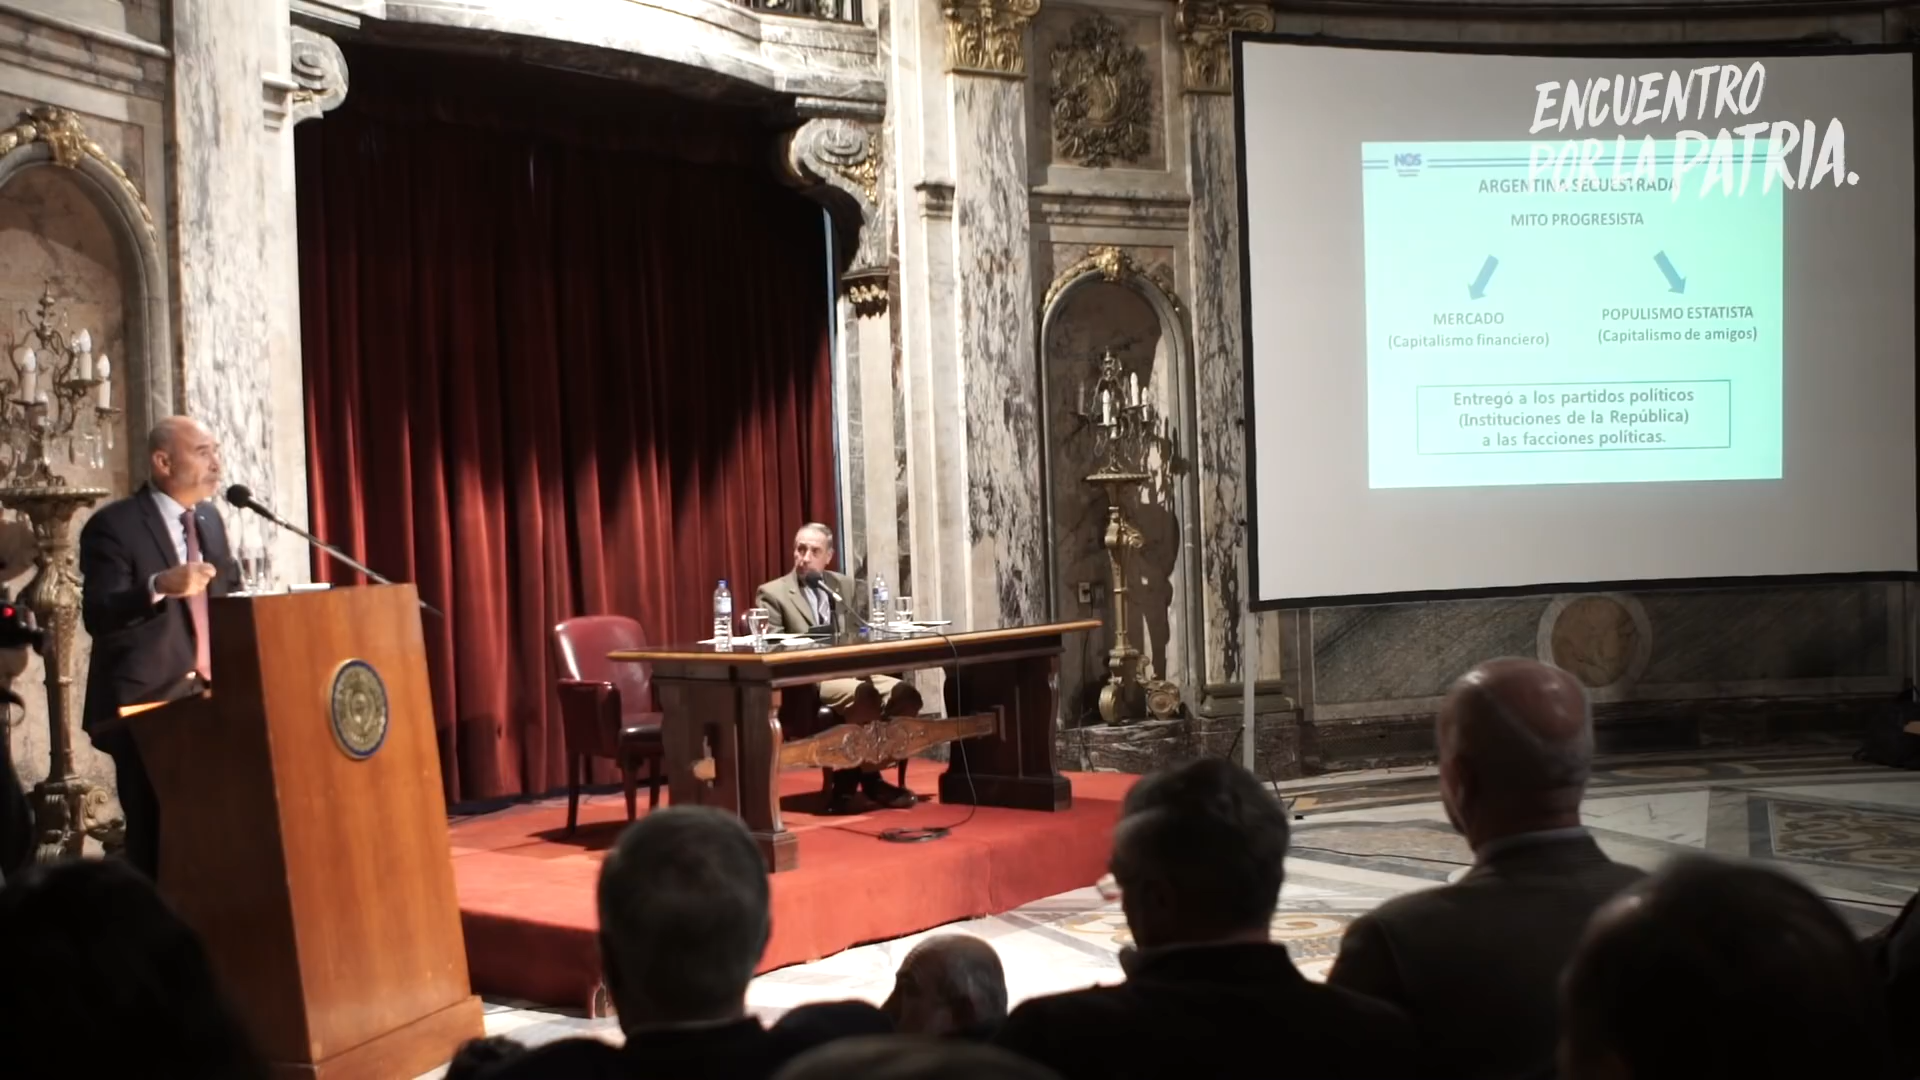 ENCUENTRO
POR LA PATRIA.
NOS
ARGENTINA SECUESTRADA
MITO PROGRESISTA
MERCADO
(Capitalismo financiero)
POPULISMO ESTATISTA
(Capitalismo de amigos)
Entregó a los partidos políticos
(Instituciones de la República)
a las facciones políticas.